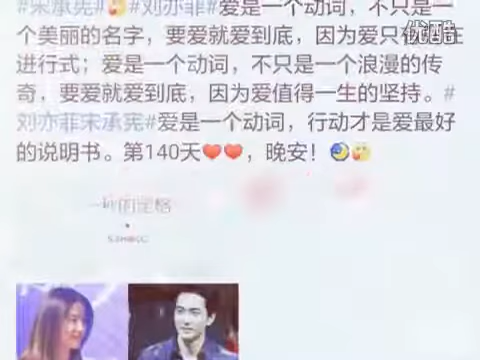 #宋承宪##刘亦菲#爱是一个动词，不只是一
个美丽的名字，要爱就爱到底，因为爱只有
进行式；爱是一个动词，不只是一个浪漫的传
奇，要爱就爱到底，因为爱值得一生的坚持。#
刘亦菲宋承宪#爱是一个动词，行动才是爱最好
的说明书。第140天❤❤，晚安！
优酷